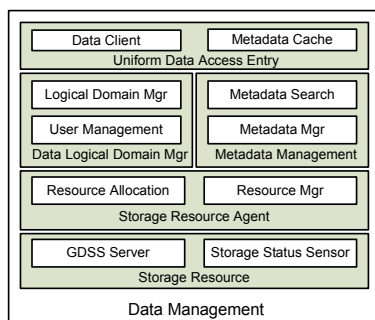 Data Client
Metadata Cache
Uniform Data Access Entry
Logical Domain Mgr
User Management
Data Logical Domain Mgr
Metadata Search
Metadata Mgr
Metadata Management
Resource Allocation
Resource Mgr
Storage Resource Agent
GDSS Server
Storage Status Sensor
Storage Resource
Data Management